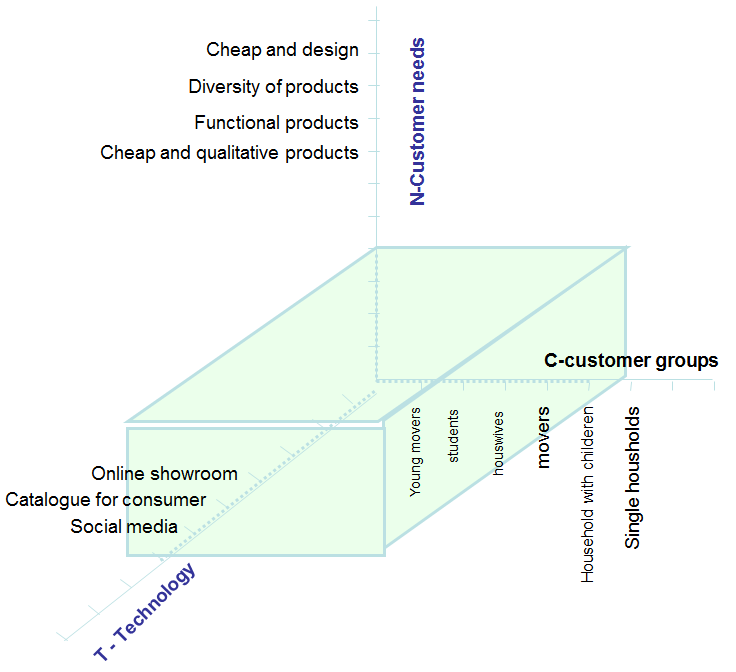 Cheap and design
Diversity of products
Functional products
Cheap and qualitative products
N-Customer needs
C-customer groups
Young movers
students
houswives
movers
Household with childeren
Single housholds
Online showroom
Catalogue for consumer
Social media
T - Technology